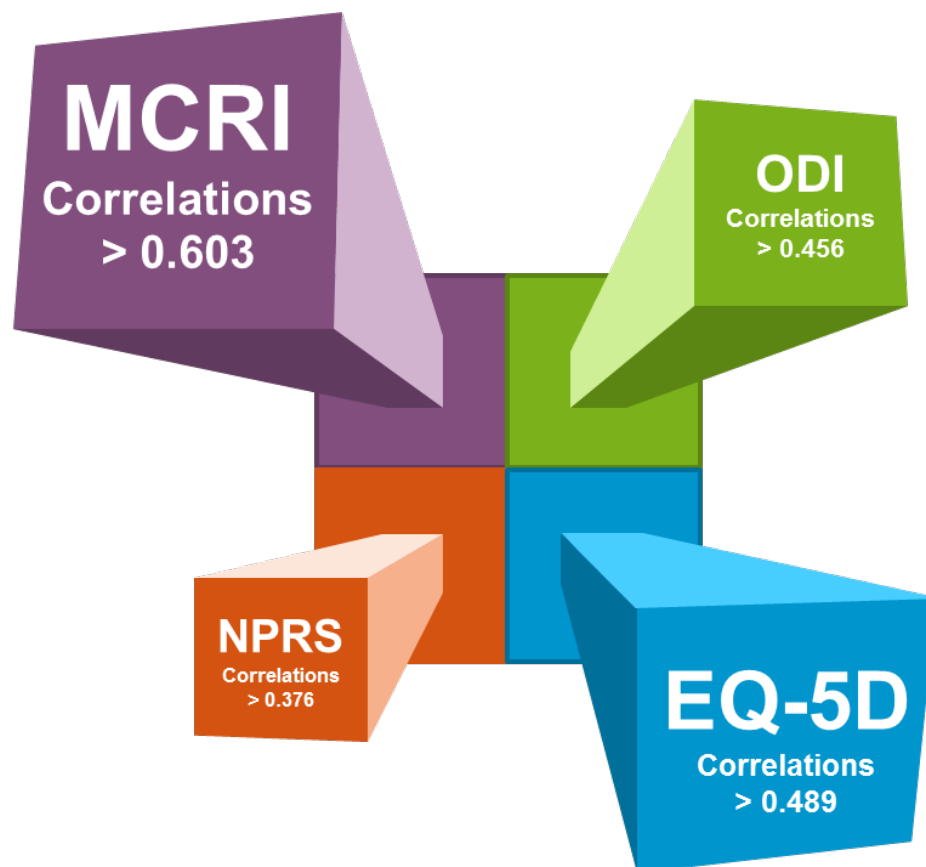 MCRI
Correlations
> 0.603
ODI
Correlations
> 0.456
NPRS
Correlations
> 0.376
EQ-5D
Correlations
> 0.489